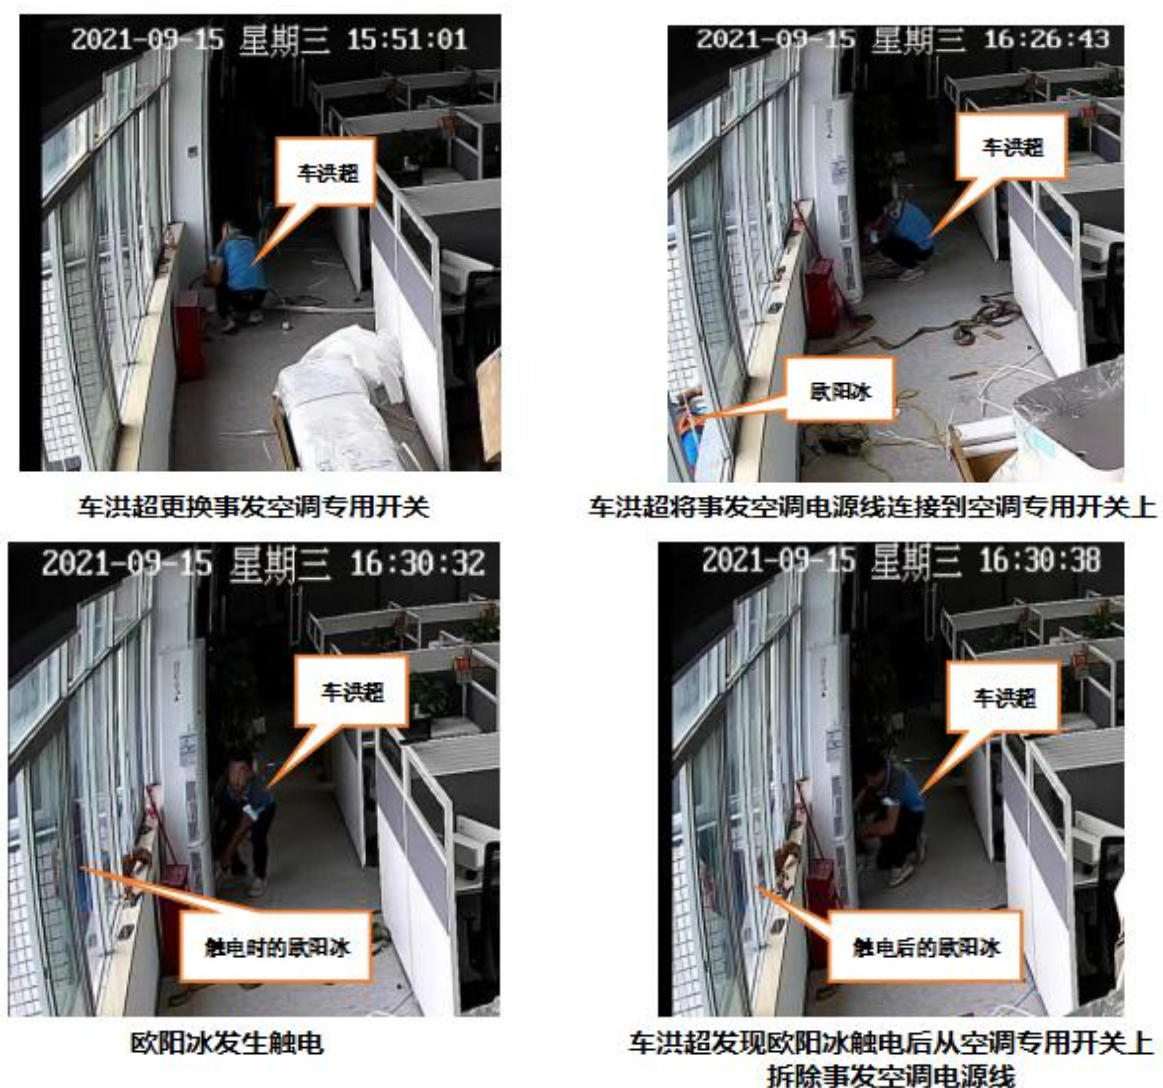 2021-09-15 星期三 15:51:01
车洪超
车洪超更换事发空调专用开关
2021-09-15 星期三 16:26:43
车洪超
欧阳冰
车洪超将事发空调电源线连接到空调专用开关上
2021-09-15 星期三 16:30:32
车洪超
触电时的欧阳冰
欧阳冰发生触电
2021-09-15 星期三 16:30:38
车洪超
触电后的欧阳冰
车洪超发现欧阳冰触电后从空调专用开关上
拆除事发空调电源线